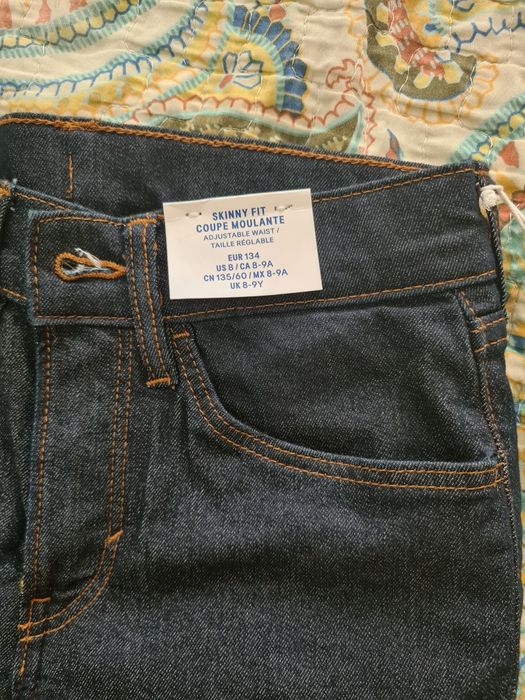 SKINNY FIT
COUPE MOULANTE
ADJUSTABLE WAIST /
TAILLE RÉGLABLE
EUR 134
US 8 / CA 8-9A
CN 135/60 / MX 8-9A
UK 8-9Y